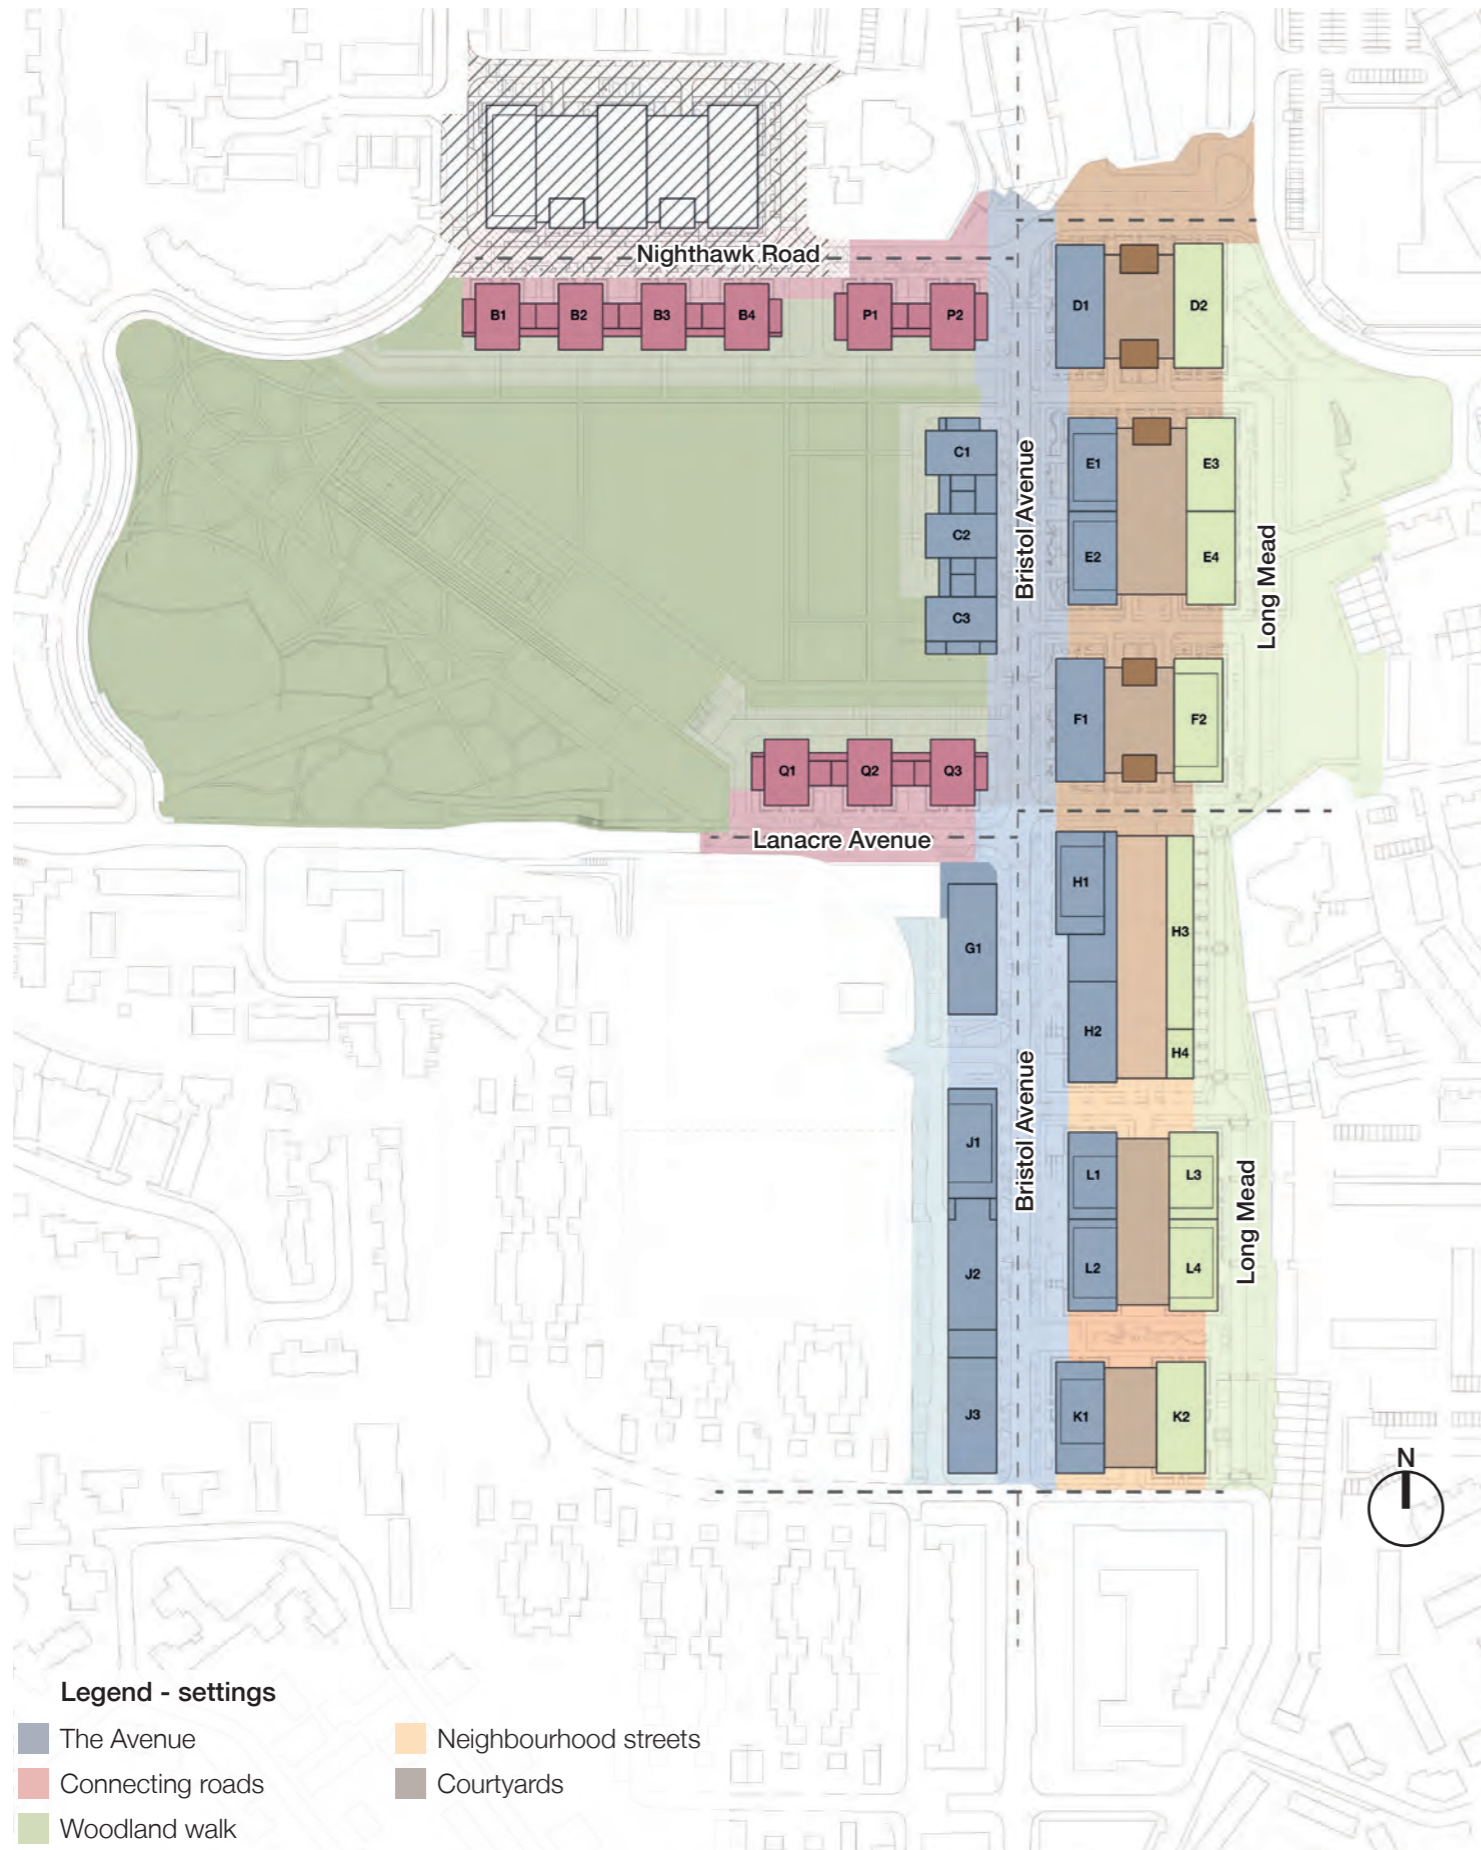 Nighthawk Road
B1
B2
B3
B4
P1
P2
D1
D2
C1
C2
C3
Bristol Avenue
E1
E2
E3
E4
Long Mead
F1
F2
Q1
Q2
Q3
Lanacre Avenue
G1
H1
H2
H3
H4
Bristol Avenue
J1
J2
J3
L1
L2
L3
L4
Long Mead
K1
K2
N
Legend - settings
The Avenue
Connecting roads
Woodland walk
Neighbourhood streets
Courtyards